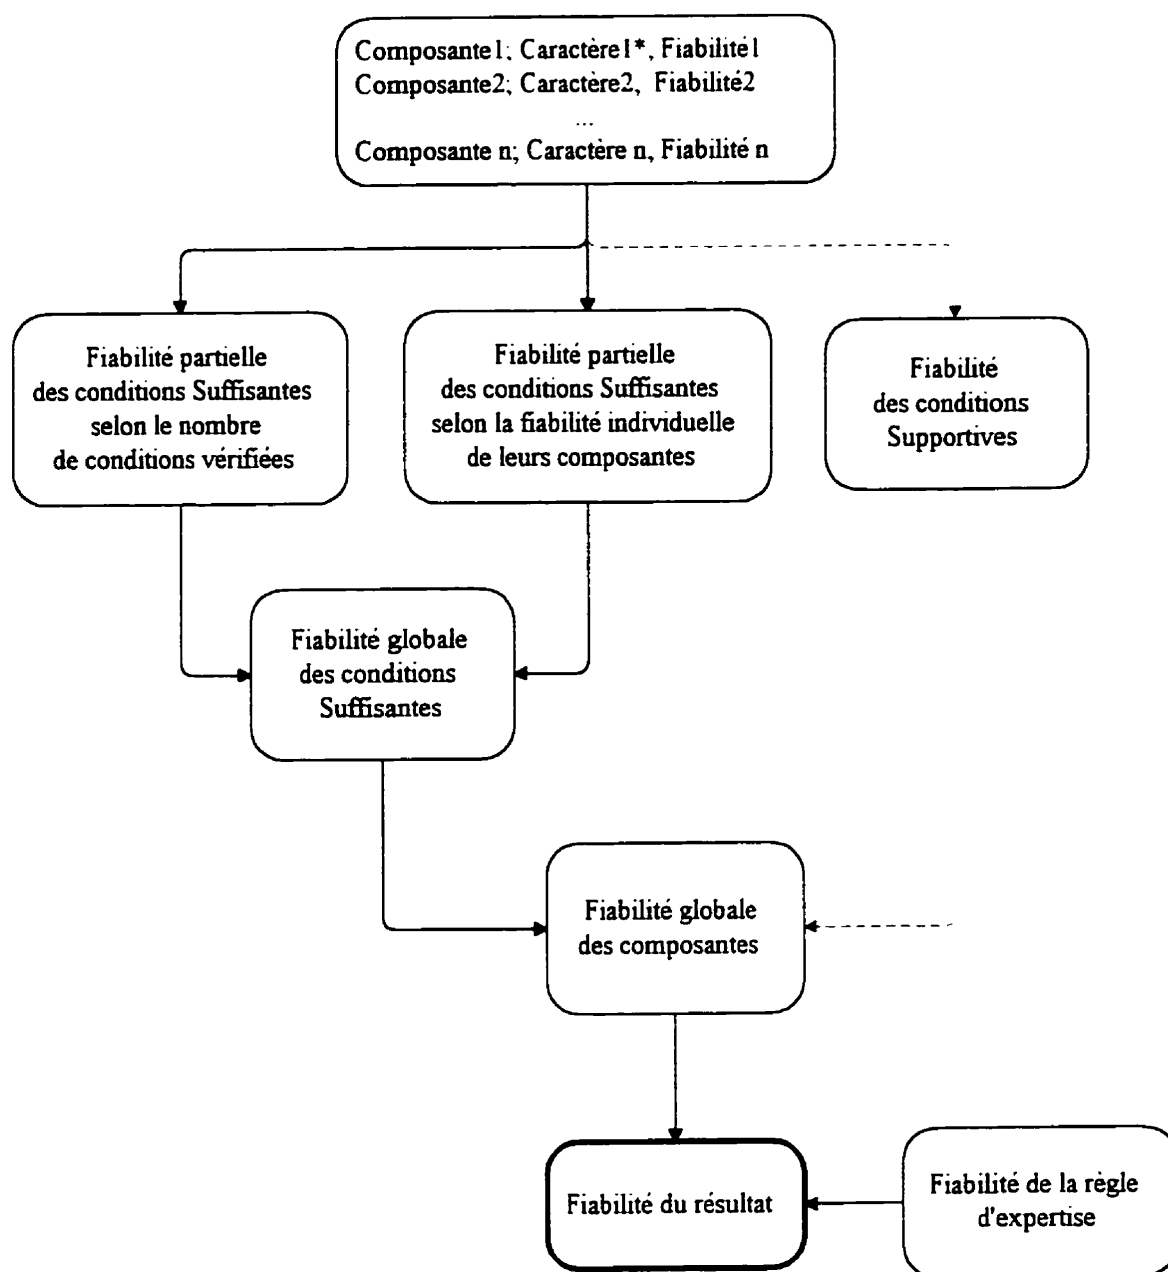 Composante1; Caractère1*, Fiabilité1
Composante2; Caractère2, Fiabilité2
...
Composante n; Caractère n, Fiabilité n
Fiabilité partielle
des conditions Suffisantes
selon le nombre
de conditions vérifiées
Fiabilité partielle
des conditions Suffisantes
selon la fiabilité individuelle
de leurs composantes
Fiabilité
des conditions
Supportives
Fiabilité globale
des conditions
Suffisantes
Fiabilité globale
des composantes
Fiabilité du résultat
Fiabilité de la règle
d'expertise